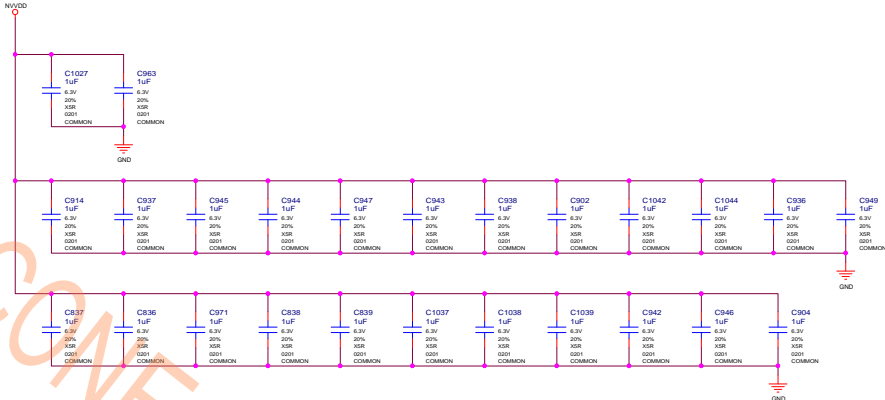 NVVDD
C1027
1uF
6.3V
20%
X5R
0201
COMMON
C963
1uF
6.3V
20%
X5R
0201
COMMON
GND
C914
1uF
6.3V
20%
X5R
0201
COMMON
C937
1uF
6.3V
20%
X5R
0201
COMMON
C945
1uF
6.3V
20%
X5R
0201
COMMON
C944
1uF
6.3V
20%
X5R
0201
COMMON
C947
1uF
6.3V
20%
X5R
0201
COMMON
C943
1uF
6.3V
20%
X5R
0201
COMMON
C938
1uF
6.3V
20%
X5R
0201
COMMON
C902
1uF
6.3V
20%
X5R
0201
COMMON
C1042
1uF
6.3V
20%
X5R
0201
COMMON
C1044
1uF
6.3V
20%
X5R
0201
COMMON
C936
1uF
6.3V
20%
X5R
0201
COMMON
C949
1uF
6.3V
20%
X5R
0201
COMMON
GND
C837
1uF
6.3V
20%
X5R
0201
COMMON
C836
1uF
6.3V
20%
X5R
0201
COMMON
C971
1uF
6.3V
20%
X5R
0201
COMMON
C838
1uF
6.3V
20%
X5R
0201
COMMON
C839
1uF
6.3V
20%
X5R
0201
COMMON
C1037
1uF
6.3V
20%
X5R
0201
COMMON
C1038
1uF
6.3V
20%
X5R
0201
COMMON
C1039
1uF
6.3V
20%
X5R
0201
COMMON
C942
1uF
6.3V
20%
X5R
0201
COMMON
C946
1uF
6.3V
20%
X5R
0201
COMMON
C904
1uF
6.3V
20%
X5R
0201
COMMON
GND